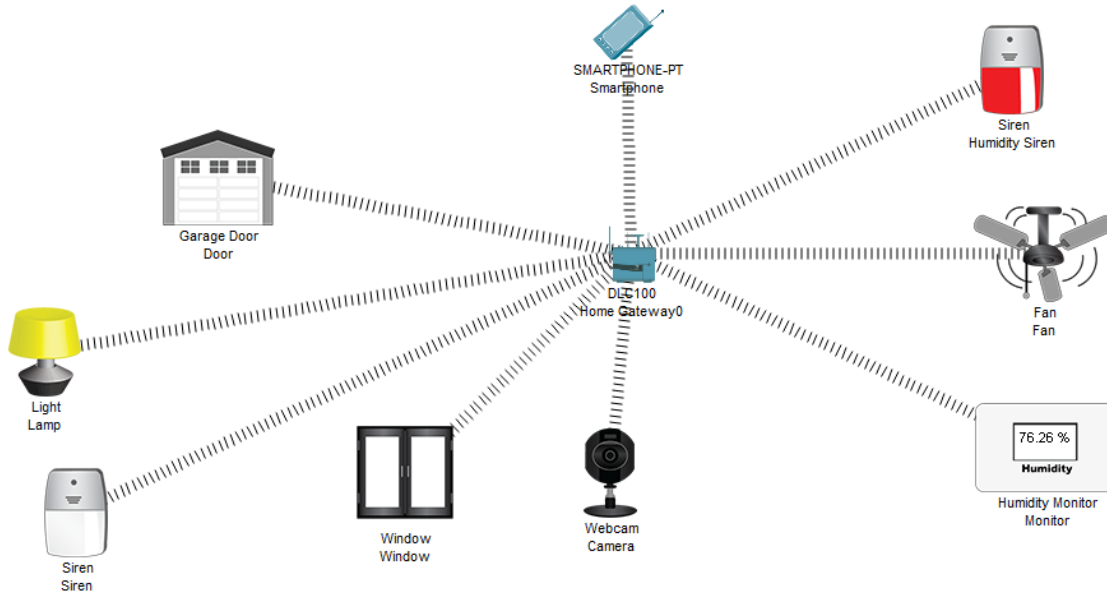 SMARTPHONE-PT
Smartphone
Siren
Humidity Siren
Garage Door
Door
DLC100
Home Gateway0
Fan
Fan
Light
Lamp
76.26 %
Humidity
Humidity Monitor
Monitor
Window
Window
Webcam
Camera
Siren
Siren